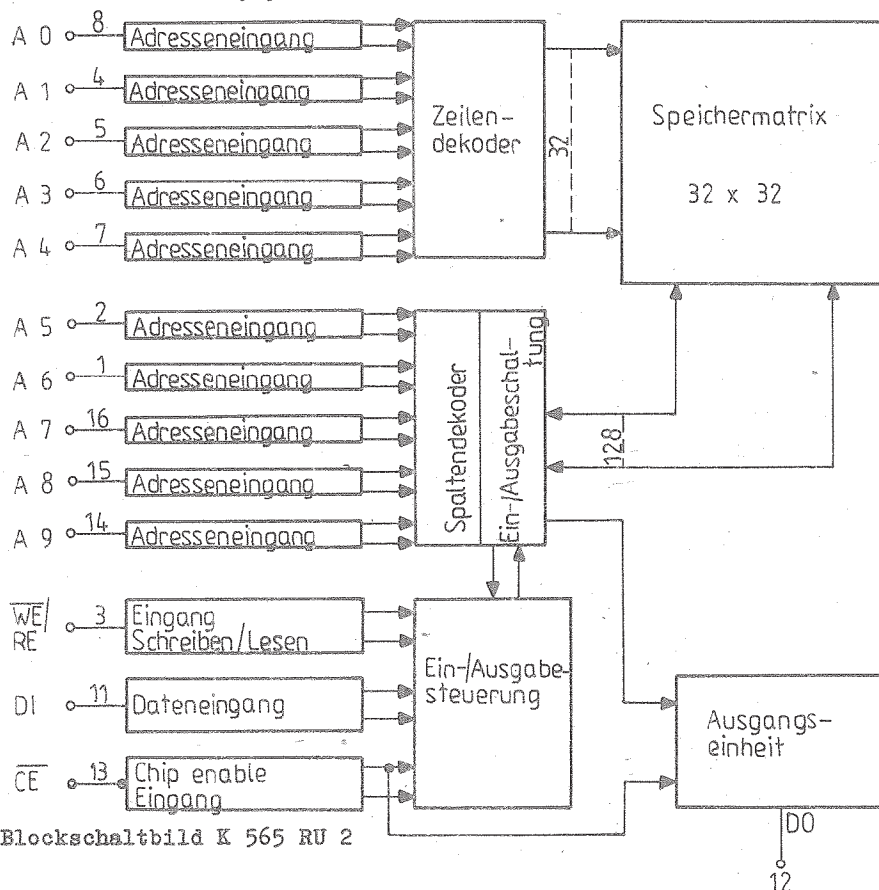 A 0 8 Adresseneingang
A 1 4 Adresseneingang
A 2 5 Adresseneingang
A 3 6 Adresseneingang
A 4 7 Adresseneingang
Zeilen-
dekoder
32
Speichermatrix
32 x 32
A 5 2 Adresseneingang
A 6 1 Adresseneingang
A 7 16 Adresseneingang
A 8 15 Adresseneingang
A 9 14 Adresseneingang
Spaltendekoder
Ein-/Ausgabeschal-
tung
128
WE/
RE
3
Eingang
Schreiben/Lesen
DI 11 Dateneingang
CE 13
Chip enable
Eingang
Ein-/Ausgabe-
steuerung
Ausgangs-
einheit
DO
12
Blockschaltbild K 565 RU 2